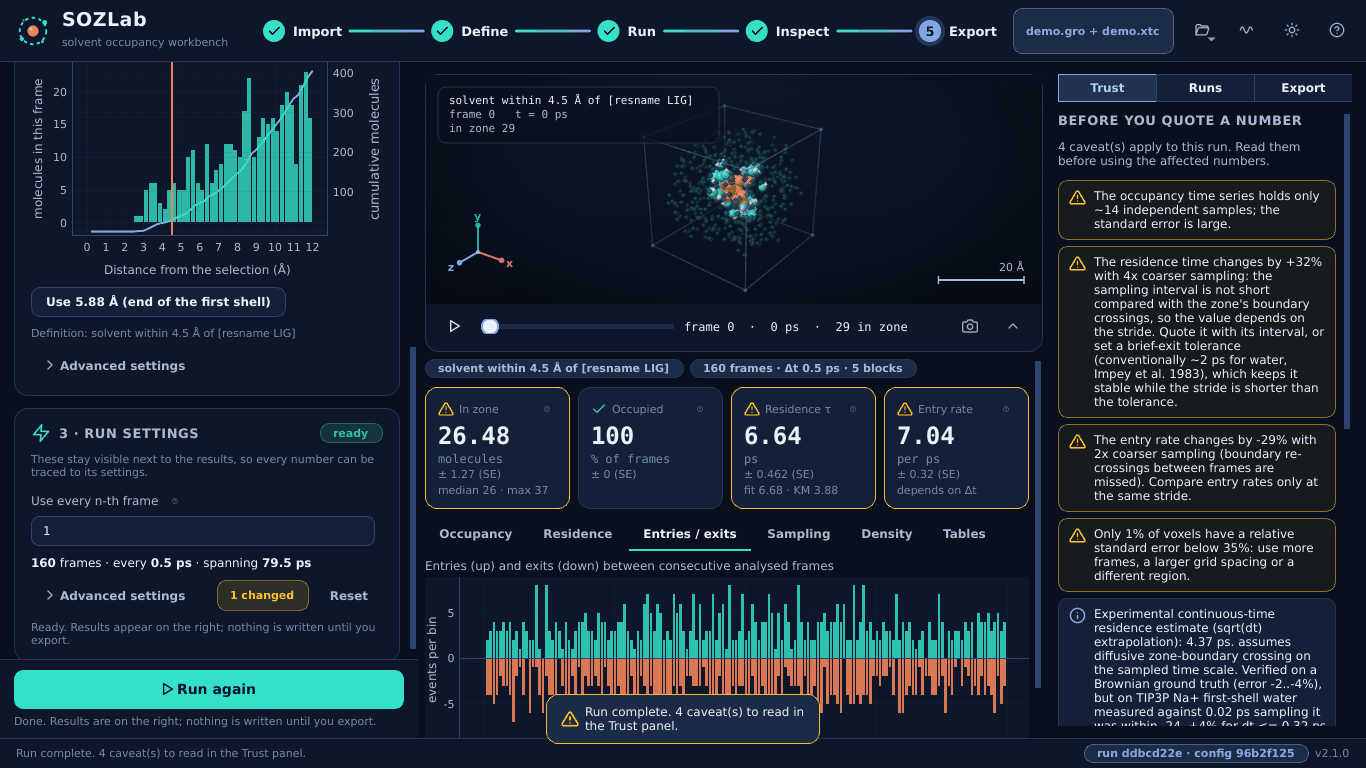 SOZLab
solvent occupancy workbench
Import
Define
Run
Inspect
5
Export
demo.gro + demo.xtc
molecules in this frame
20
15
10
5
0
400
300
200
100
cumulative molecules
0 1 2 3 4 5 6 7 8 9 10 11 12
Distance from the selection (Å)
Use 5.88 Å (end of the first shell)
Definition: solvent within 4.5 Å of [resname LIG]
Advanced settings
3 · RUN SETTINGS
ready
These stay visible next to the results, so every number can be
traced to its settings.
Use every n-th frame
1
160 frames · every 0.5 ps · spanning 79.5 ps
Advanced settings
1 changed
Reset
Ready. Results appear on the right; nothing is written until you
export.
Run again
Done. Results are on the right; nothing is written until you export.
solvent within 4.5 Å of [resname LIG]
frame 0   t = 0 ps
in zone 29
y
z
x
20 Å
frame 0 · 0 ps · 29 in zone
solvent within 4.5 Å of [resname LIG]
160 frames · Δt 0.5 ps · 5 blocks
In zone
26.48
molecules
± 1.27 (SE)
median 26 · max 37
Occupied
100
% of frames
± 0 (SE)
Residence τ
6.64
ps
± 0.462 (SE)
fit 6.68 · KM 3.88
Entry rate
7.04
per ps
± 0.32 (SE)
depends on Δt
Occupancy
Residence
Entries / exits
Sampling
Density
Tables
Entries (up) and exits (down) between consecutive analysed frames
events per bin
5
0
-5
Run complete. 4 caveat(s) to read in
the Trust panel.
Trust
Runs
Export
BEFORE YOU QUOTE A NUMBER
4 caveat(s) apply to this run. Read them
before using the affected numbers.
The occupancy time series holds only
~14 independent samples; the
standard error is large.
The residence time changes by +32%
with 4x coarser sampling: the
sampling interval is not short
compared with the zone's boundary
crossings, so the value depends on
the stride. Quote it with its interval, or
set a brief-exit tolerance
(conventionally ~2 ps for water,
Impey et al. 1983), which keeps it
stable while the stride is shorter than
the tolerance.
The entry rate changes by -29% with
2x coarser sampling (boundary re-
crossings between frames are
missed). Compare entry rates only at
the same stride.
Only 1% of voxels have a relative
standard error below 35%: use more
frames, a larger grid spacing or a
different region.
Experimental continuous-time
residence estimate (sqrt(dt)
extrapolation): 4.37 ps. assumes
diffusive zone-boundary crossing on
the sampled time scale. Verified on a
Brownian ground truth (error -2..-4%),
but on TIP3P Na+ first-shell water
measured against 0.02 ps sampling it
was within -24..+4% for dt <= 0.32 ps
Run complete. 4 caveat(s) to read in the Trust panel.
run ddbcd22e · config 96b2f125
v2.1.0